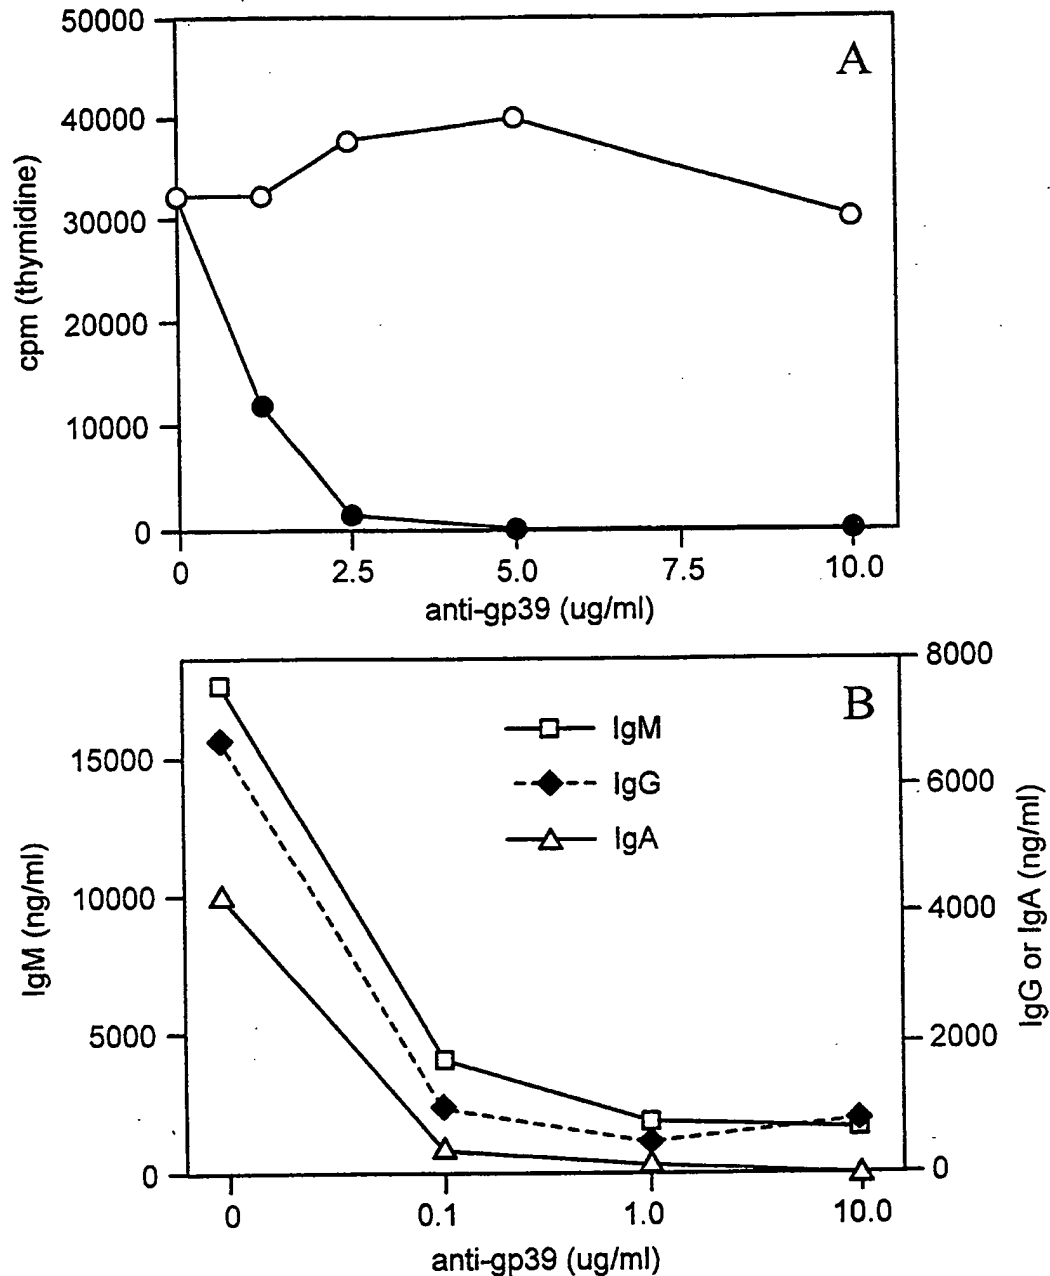 50000
A
40000
30000
20000
10000
0
cpm (thymidine)
0 2.5 5.0 7.5 10.0
anti-gp39 (ug/ml)
8000
B
IgM
15000
6000
IgG
IgA
10000
4000
5000
2000
0
0
IgM (ng/ml)
IgG or IgA (ng/ml)
0 0.1 1.0 10.0
anti-gp39 (ug/ml)